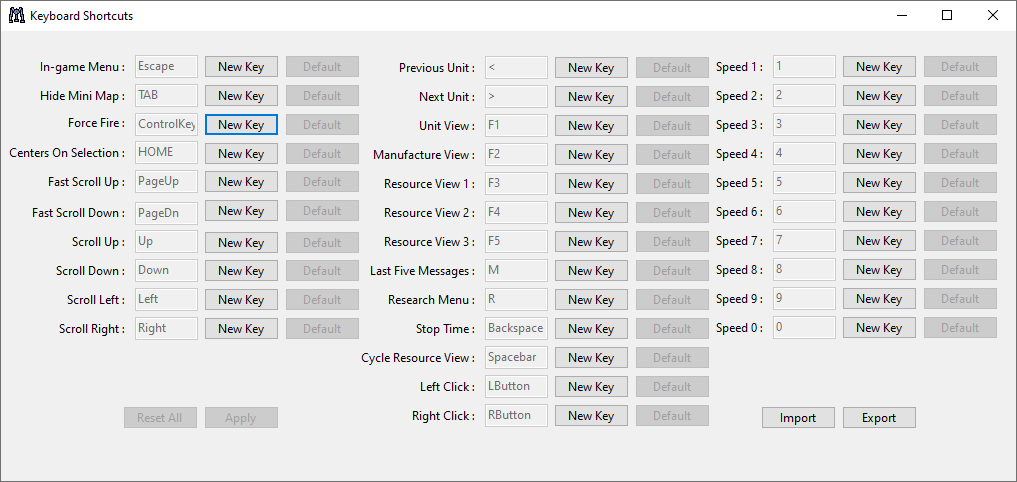 Keyboard Shortcuts
In-game Menu : Escape New Key Default
Hide Mini Map : TAB New Key Default
Force Fire : ControlKey New Key Default
Centers On Selection : HOME New Key Default
Fast Scroll Up : PageUp New Key Default
Fast Scroll Down : PageDn New Key Default
Scroll Up : Up New Key Default
Scroll Down : Down New Key Default
Scroll Left : Left New Key Default
Scroll Right : Right New Key Default
Reset All Apply
Previous Unit : < New Key Default
Next Unit : > New Key Default
Unit View : F1 New Key Default
Manufacture View : F2 New Key Default
Resource View 1 : F3 New Key Default
Resource View 2 : F4 New Key Default
Resource View 3 : F5 New Key Default
Last Five Messages : M New Key Default
Research Menu : R New Key Default
Stop Time : Backspace New Key Default
Cycle Resource View : Spacebar New Key Default
Left Click : LButton New Key Default
Right Click : RButton New Key Default
Speed 1 : 1 New Key Default
Speed 2 : 2 New Key Default
Speed 3 : 3 New Key Default
Speed 4 : 4 New Key Default
Speed 5 : 5 New Key Default
Speed 6 : 6 New Key Default
Speed 7 : 7 New Key Default
Speed 8 : 8 New Key Default
Speed 9 : 9 New Key Default
Speed 0 : 0 New Key Default
Import Export